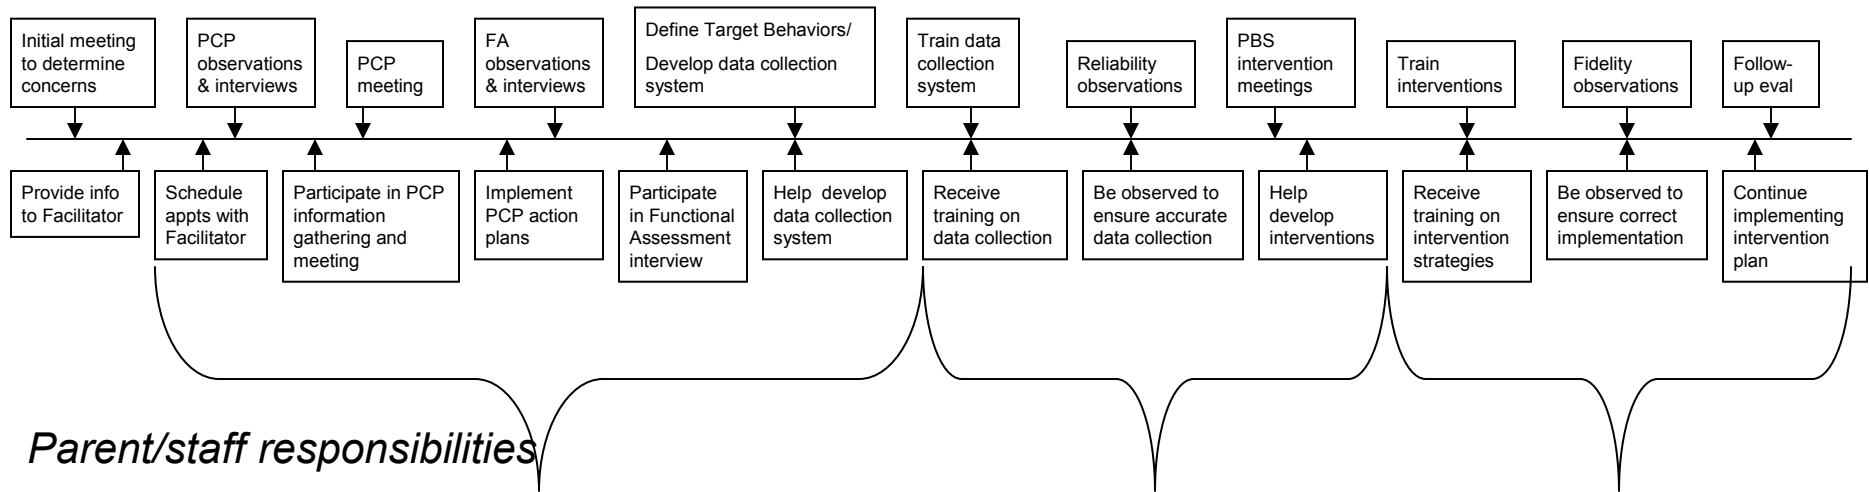 Initial meeting
to determine
concerns
PCP
observations
& interviews
PCP
meeting
FA
observations
& interviews
Define Target Behaviors/
Develop data collection
system
Train data
collection
system
Reliability
observations
PBS
intervention
meetings
Train
interventions
Fidelity
observations
Follow-
up eval
Provide info
to Facilitator
Schedule
appts with
Facilitator
Participate in PCP
information
gathering and
meeting
Implement
PCP action
plans
Participate
in Functional
Assessment
interview
Help develop
data collection
system
Receive
training on
data collection
Be observed to
ensure accurate
data collection
Help
develop
interventions
Receive
training on
intervention
strategies
Be observed to
ensure correct
implementation
Continue
implementing
intervention
plan
Parent/staff responsibilities